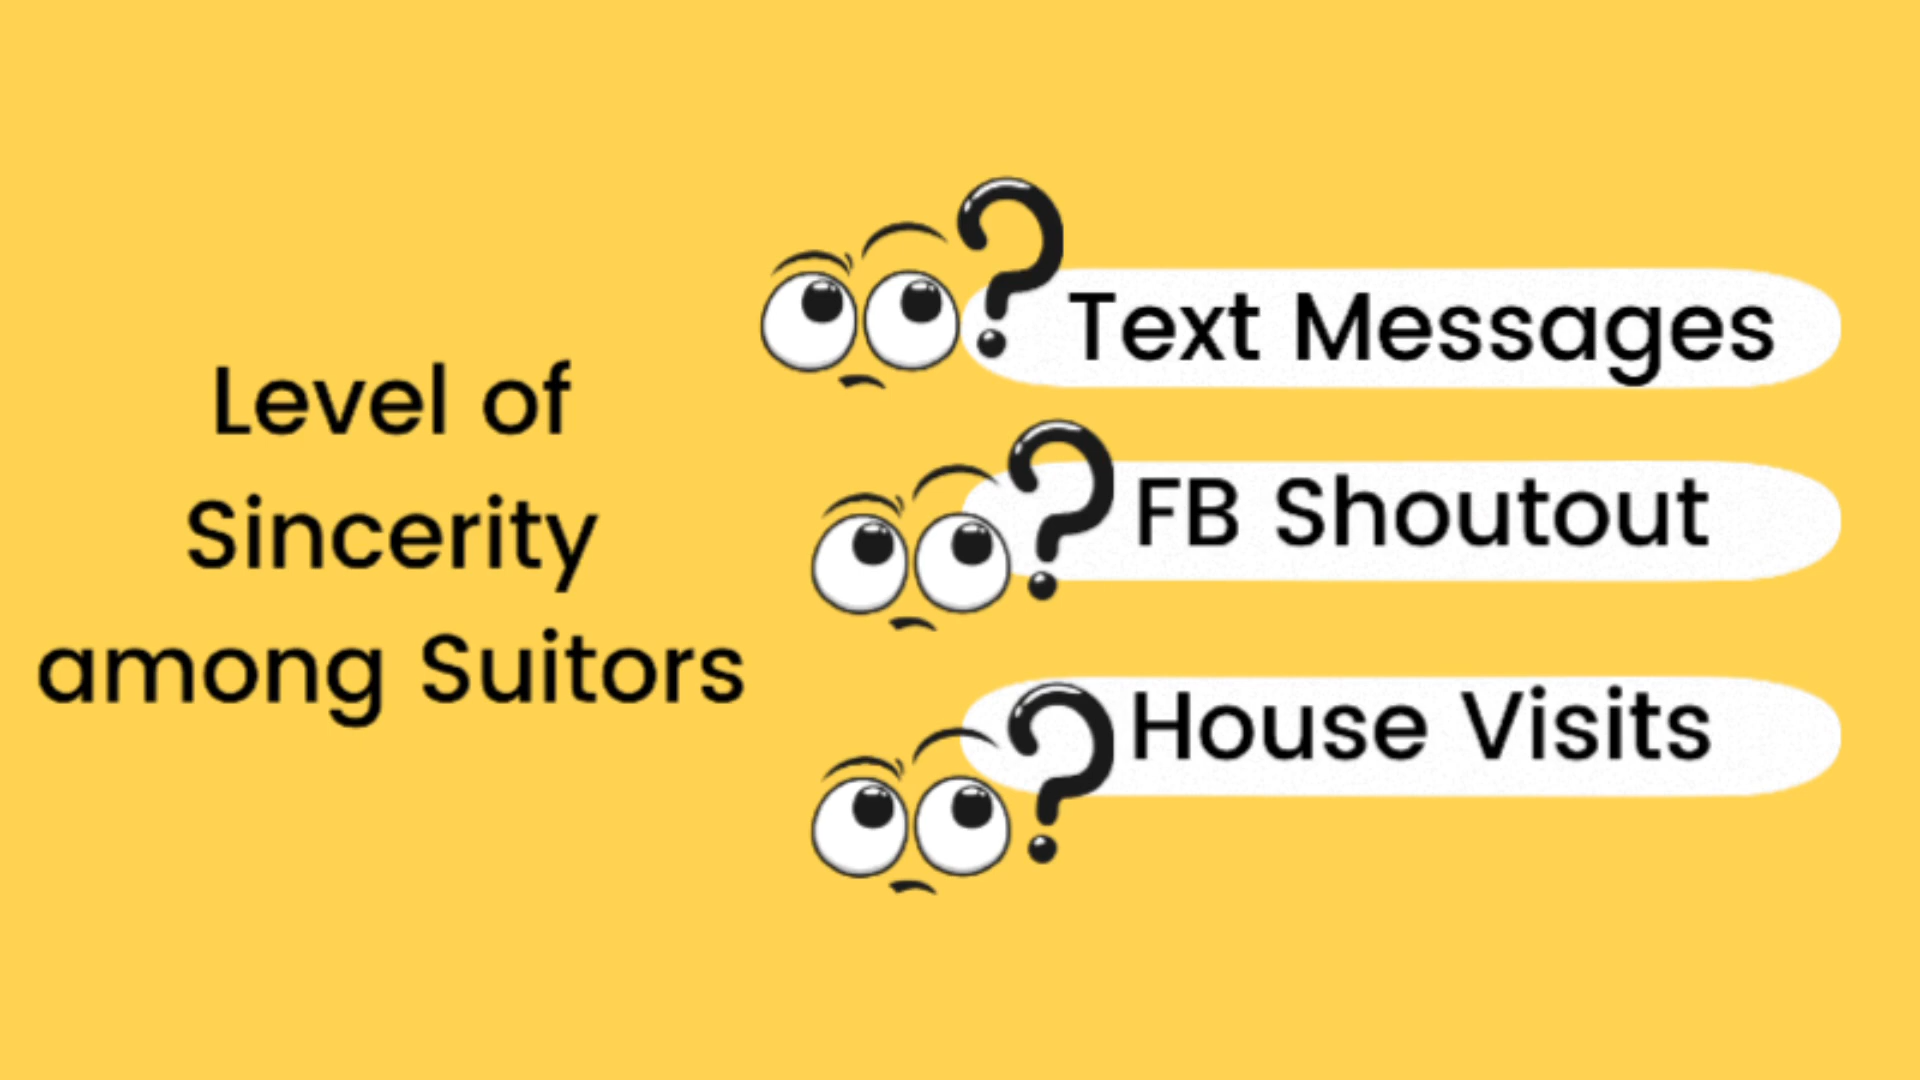 Level of
Sincerity
among Suitors
?
Text Messages
?
FB Shoutout
?
House Visits